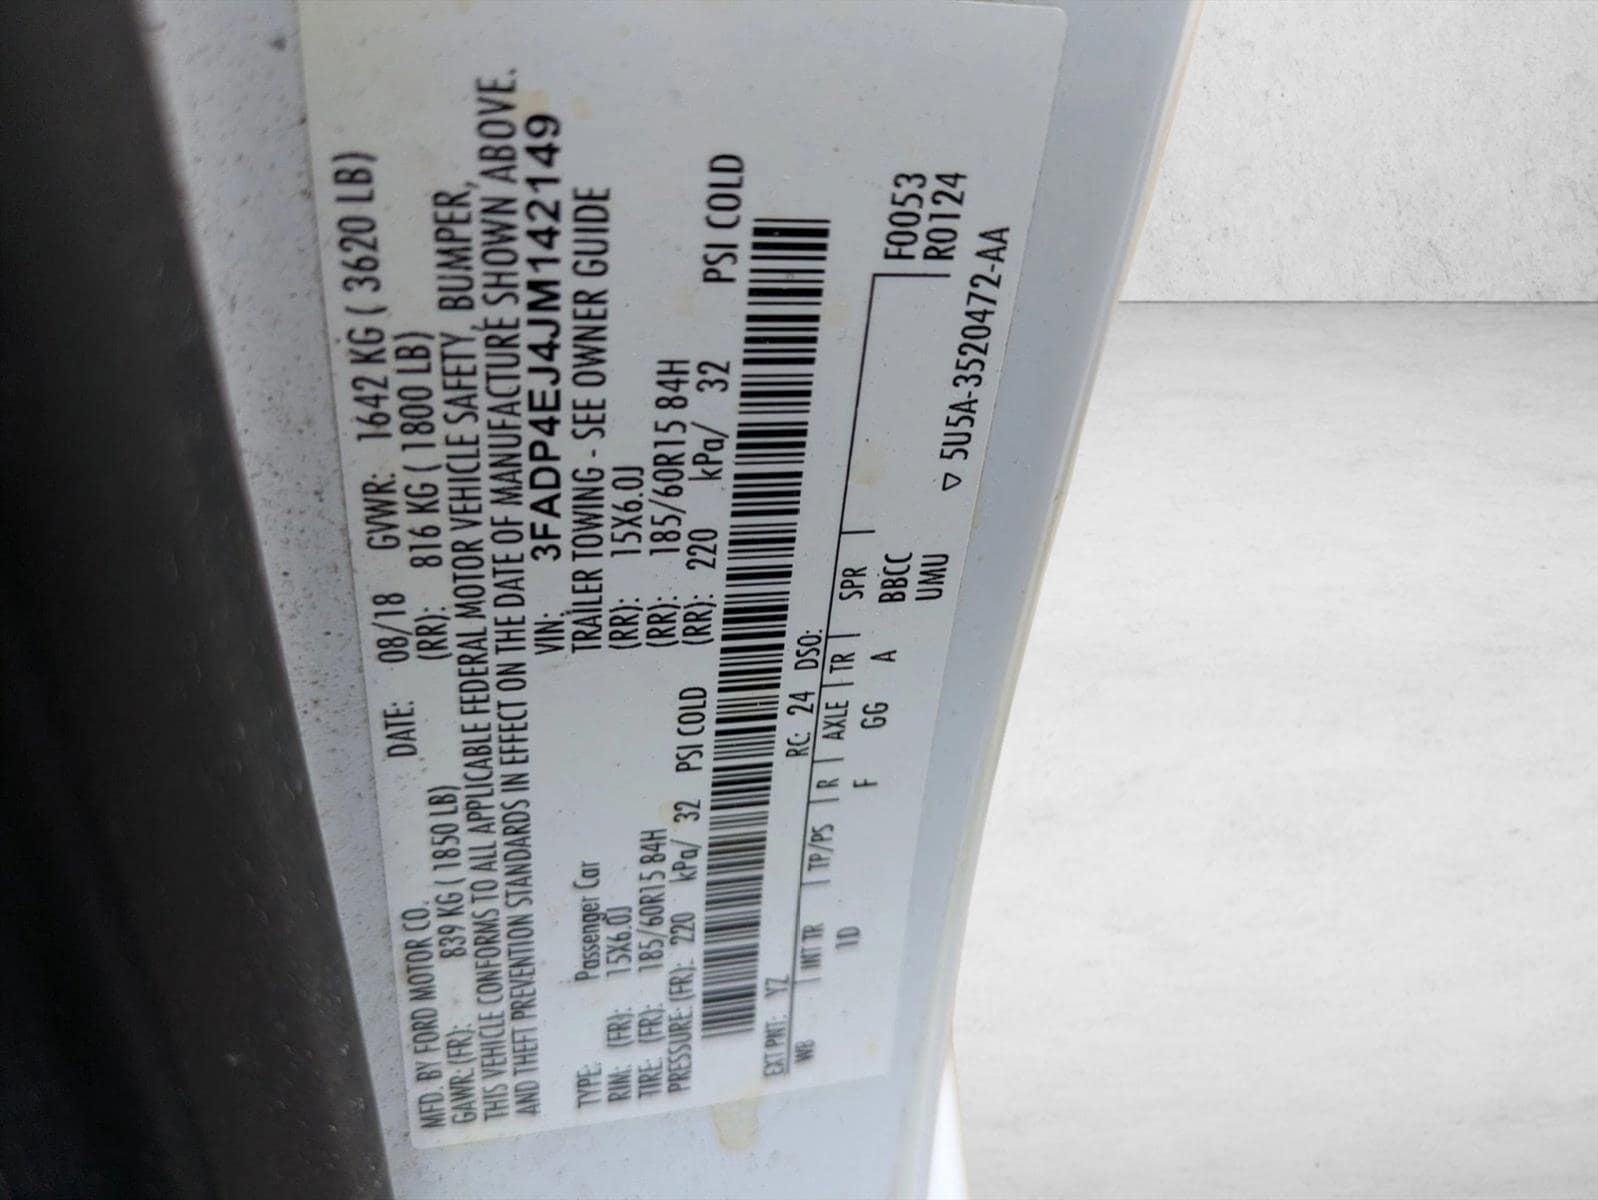 MFD. BY FORD MOTOR CO. DATE: 08/18 GVWR: 1642 KG ( 3620 LB)
GAWR: (FR): 839 KG ( 1850 LB) (RR): 816 KG ( 1800 LB)
THIS VEHICLE CONFORMS TO ALL APPLICABLE FEDERAL MOTOR VEHICLE SAFETY, BUMPER,
AND THEFT PREVENTION STANDARDS IN EFFECT ON THE DATE OF MANUFACTURE SHOWN ABOVE.
VIN: 3FADP4EJ4JM142149
TYPE: Passenger Car TRAILER TOWING - SEE OWNER GUIDE
RIM: (FR): 15X6.0J (RR): 15X6.0J
TIRE: (FR): 185/60R15 84H (RR): 185/60R15 84H
PRESSURE: (FR): 220 kPa/ 32 PSI COLD (RR): 220 kPa/ 32 PSI COLD
EXT PNT: YZ RC: 24 DSO:
WB INT TR TP/PS R AXLE TR SPR F0053
1D F GG A BBCC R0124
UMU ▽ 5U5A-3520472-AA